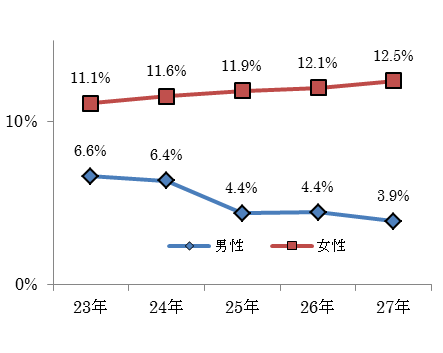 11.1%
11.6%
11.9%
12.1%
12.5%
10%
6.6%
6.4%
4.4%
4.4%
3.9%
男性
女性
0%
23年
24年
25年
26年
27年